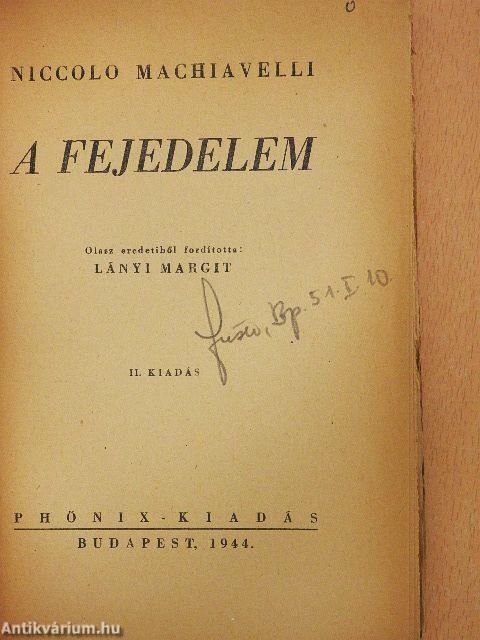 NICCOLO MACHIAVELLI
A FEJEDELEM
Olasz eredetiből fordította:
LÁNYI MARGIT
Bp. 51. I. 10.
II. KIADÁS
PHÖNIX-KIADÁS
BUDAPEST, 1944.
Antikvárium.hu